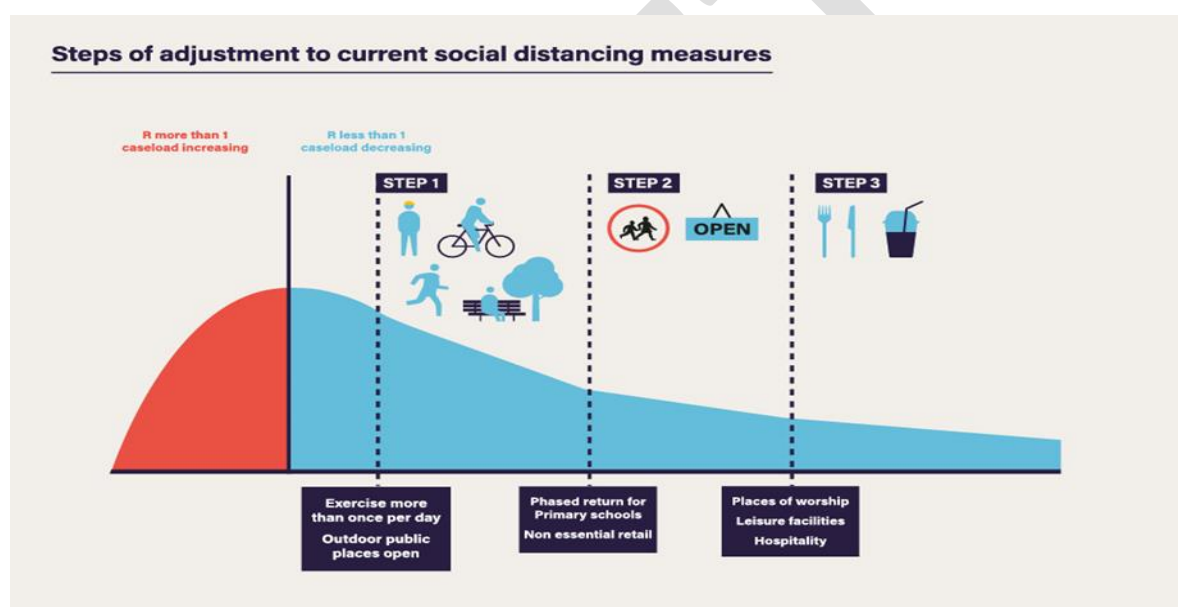 Steps of adjustment to current social distancing measures
R more than 1
caseload increasing
R less than 1
caseload decreasing
STEP 1
STEP 2
OPEN
STEP 3
Exercise more
than once per day
Outdoor public
places open
Phased return for
Primary schools
Non essential retail
Places of worship
Leisure facilities
Hospitality